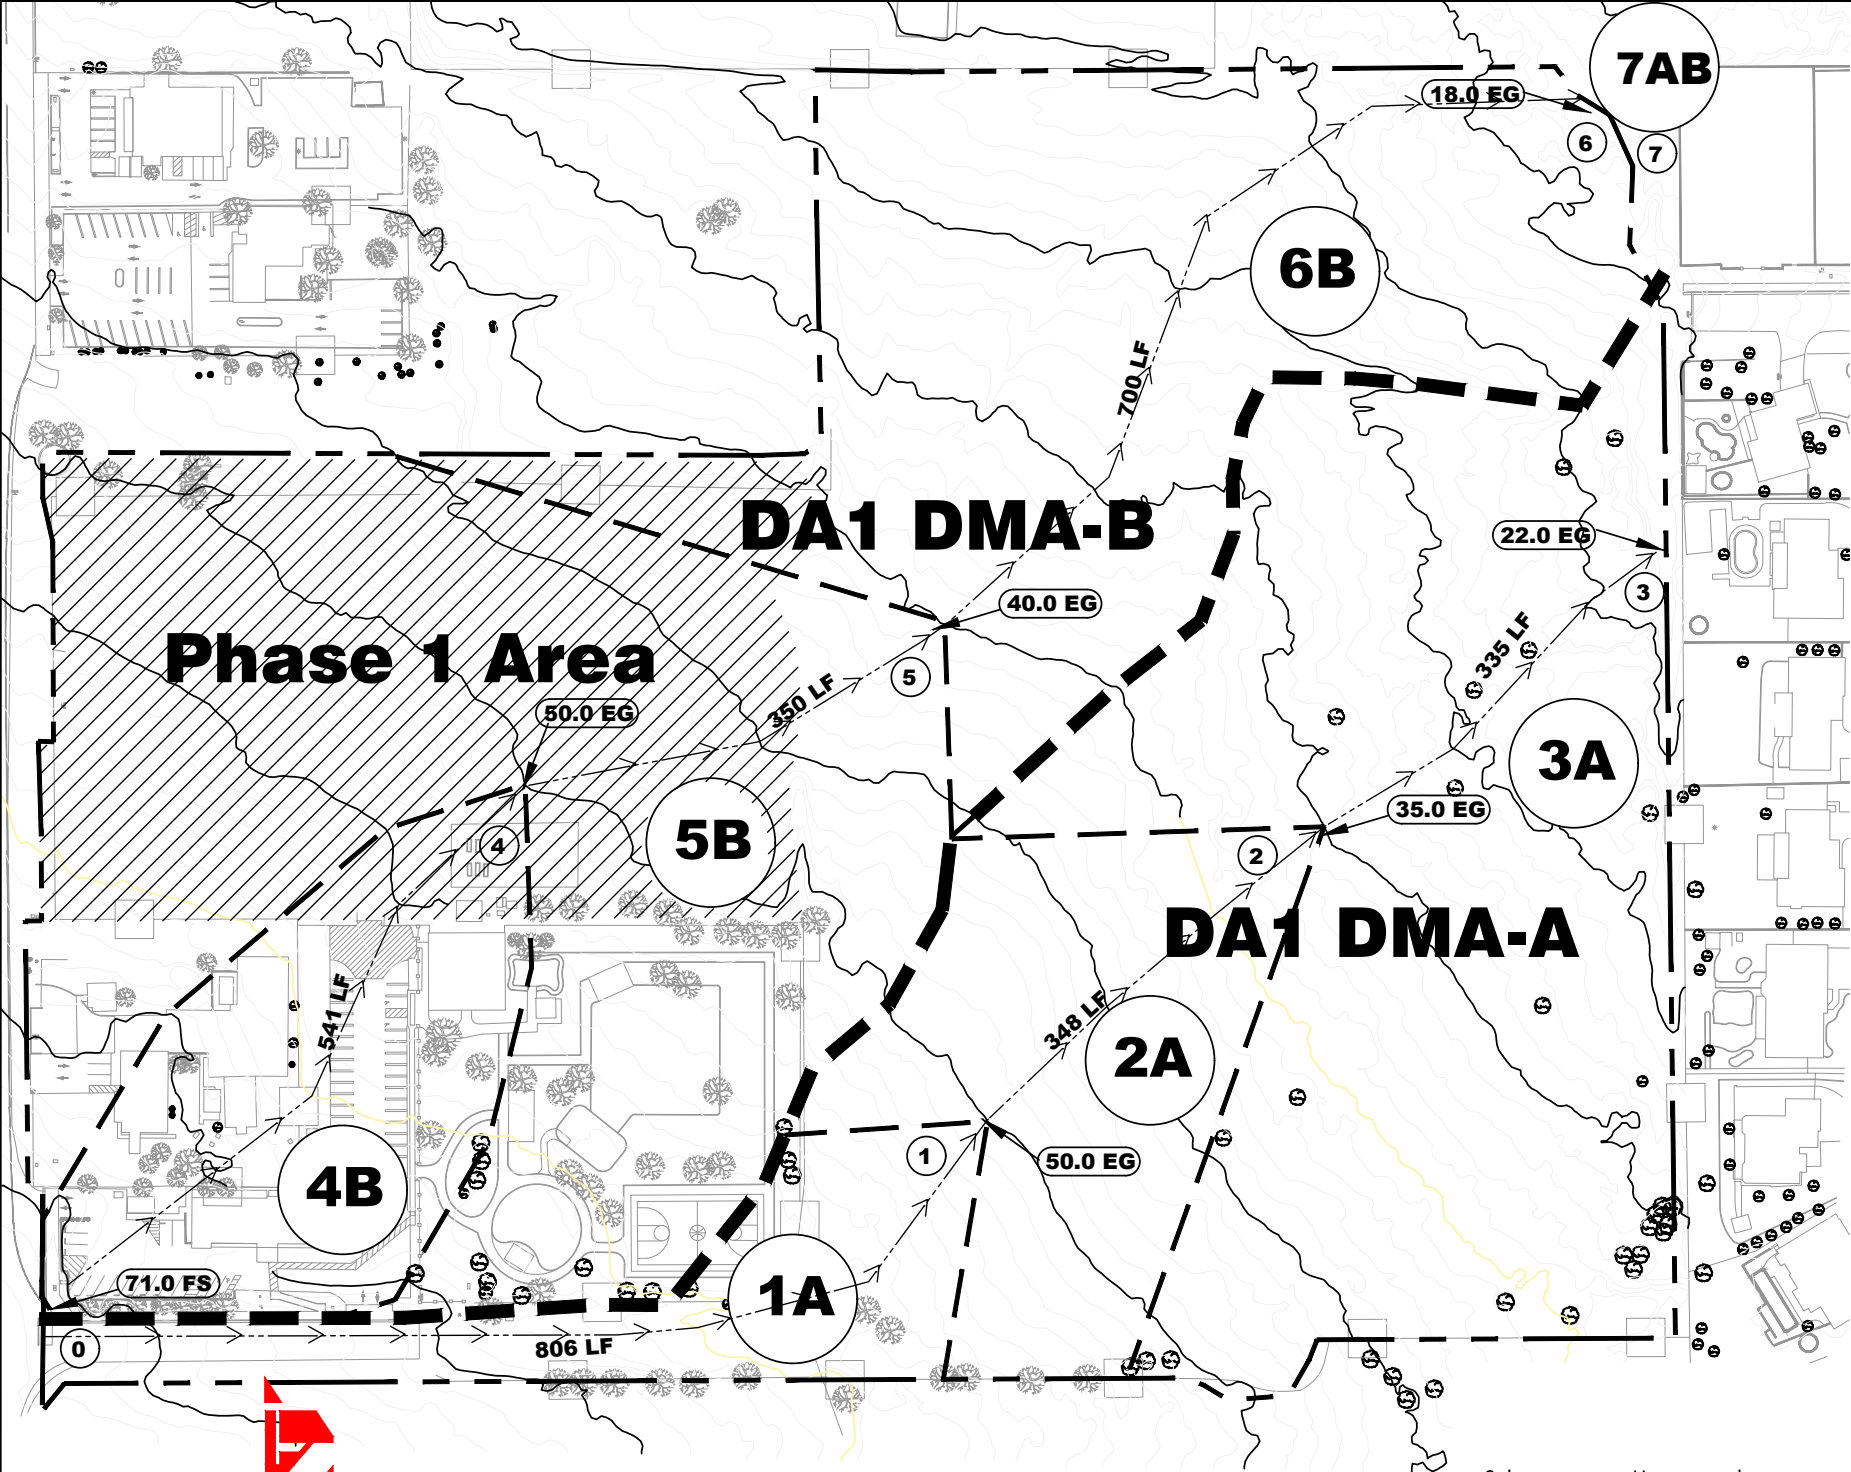 7AB
18.0 EG
6
7
6B
700 LF
DA1 DMA-B
22.0 EG
3
40.0 EG
335 LF
Phase 1 Area
5
350 LF
50.0 EG
3A
35.0 EG
5B
4
2
DA1 DMA-A
541 LF
348 LF
2A
1
50.0 EG
4B
71.0 FS
1A
0
806 LF